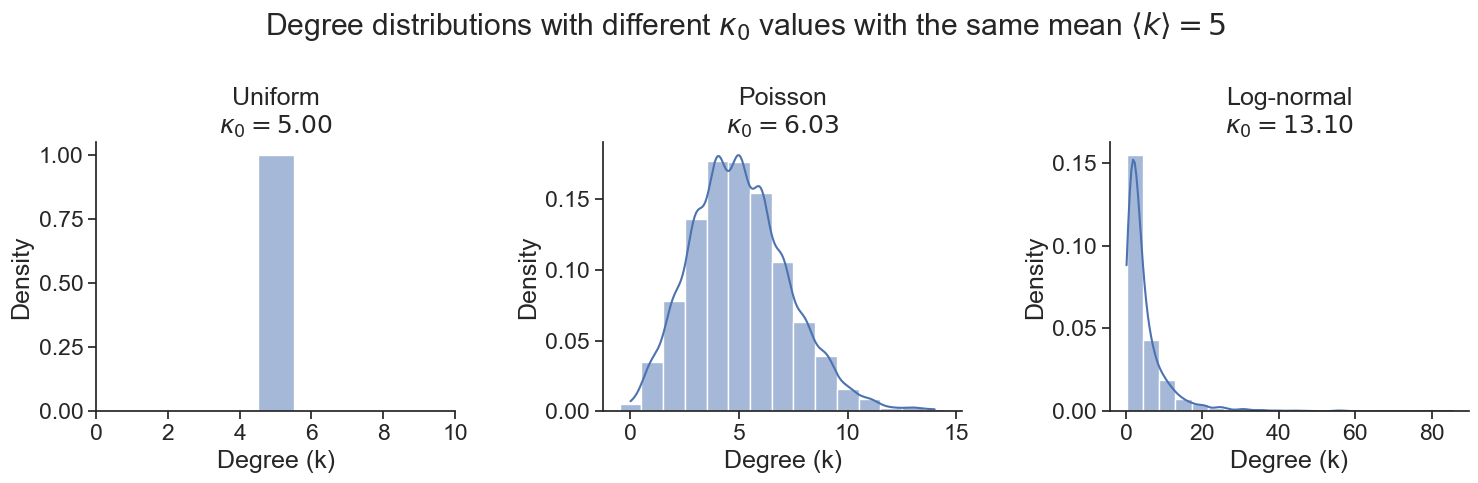 Degree distributions with different κ₀ values with the same mean ⟨k⟩ = 5
Uniform
κ₀ = 5.00
Density
1.00
0.75
0.50
0.25
0.00
0 2 4 6 8 10
Degree (k)
Poisson
κ₀ = 6.03
Density
0.15
0.10
0.05
0.00
0 5 10 15
Degree (k)
Log-normal
κ₀ = 13.10
Density
0.15
0.10
0.05
0.00
0 20 40 60 80
Degree (k)